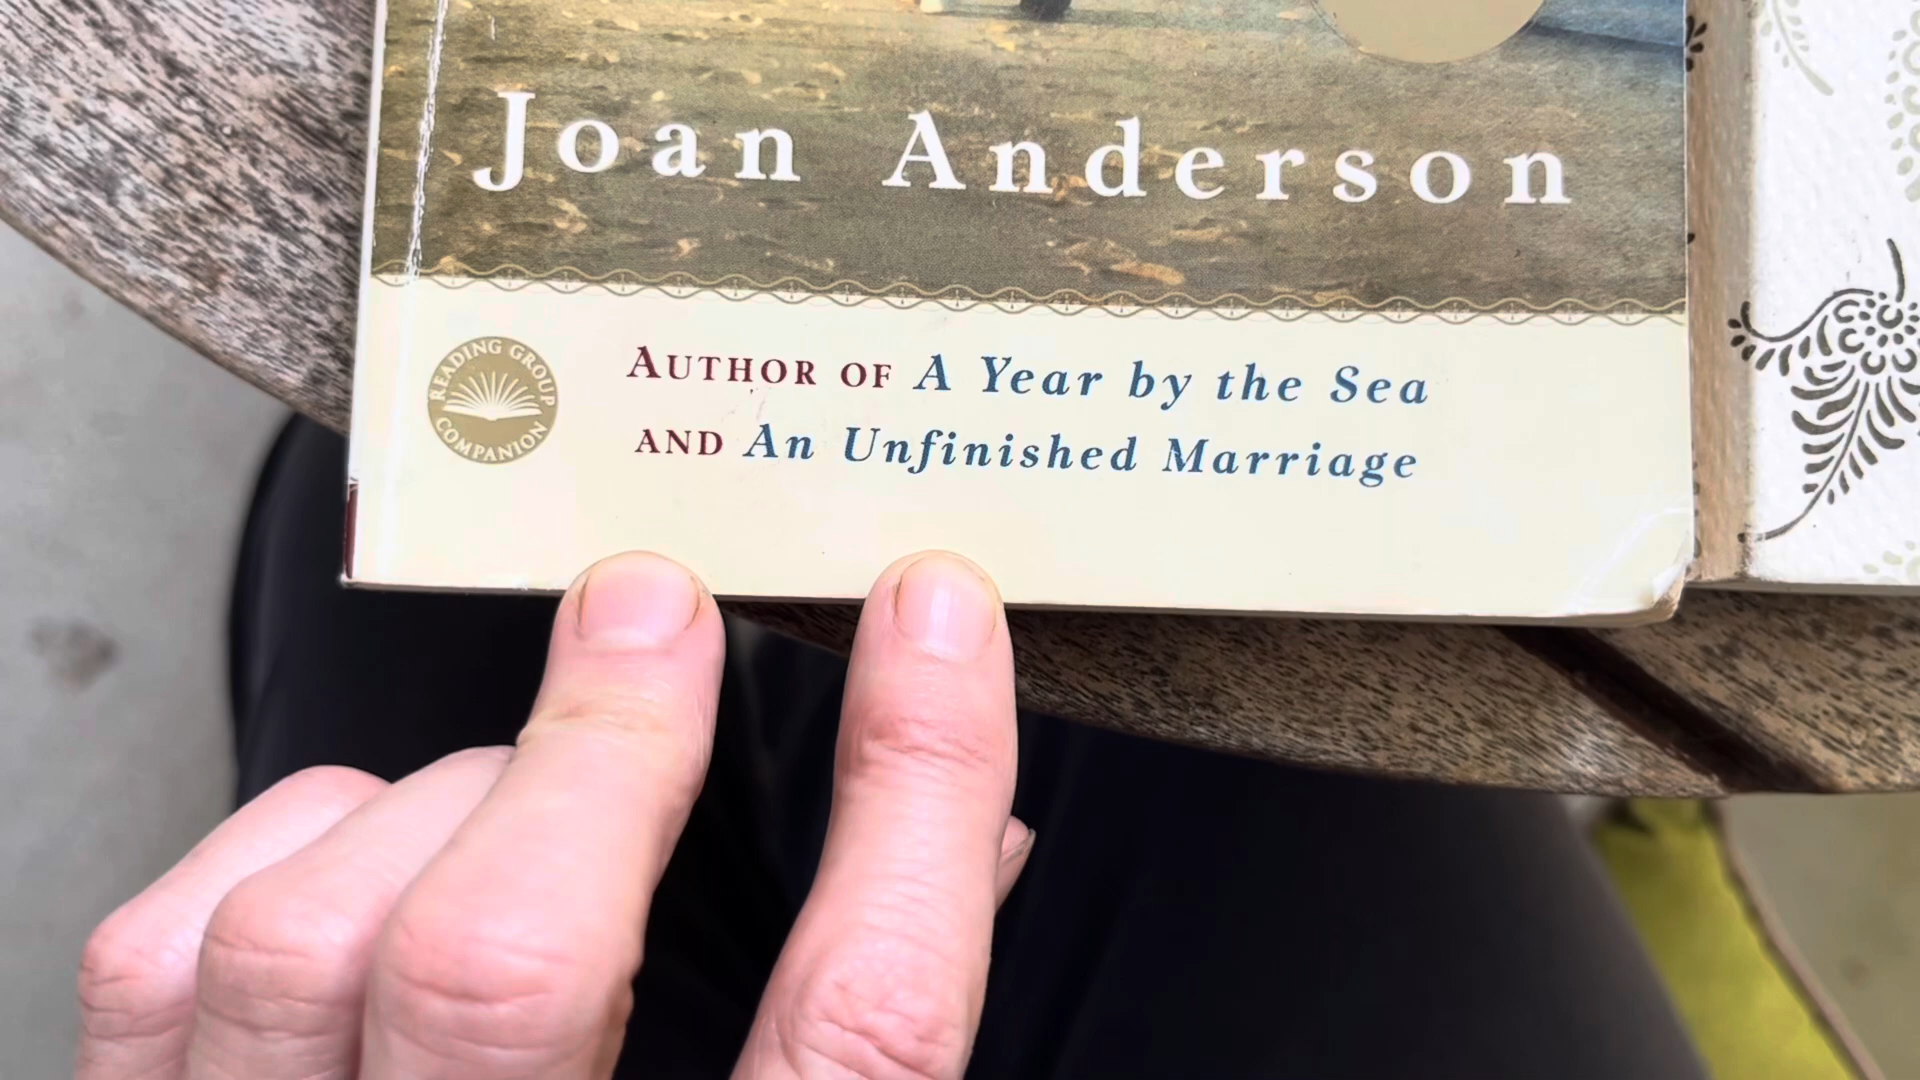 Joan Anderson
READING GROUP
COMPANION
AUTHOR OF A Year by the Sea
AND An Unfinished Marriage